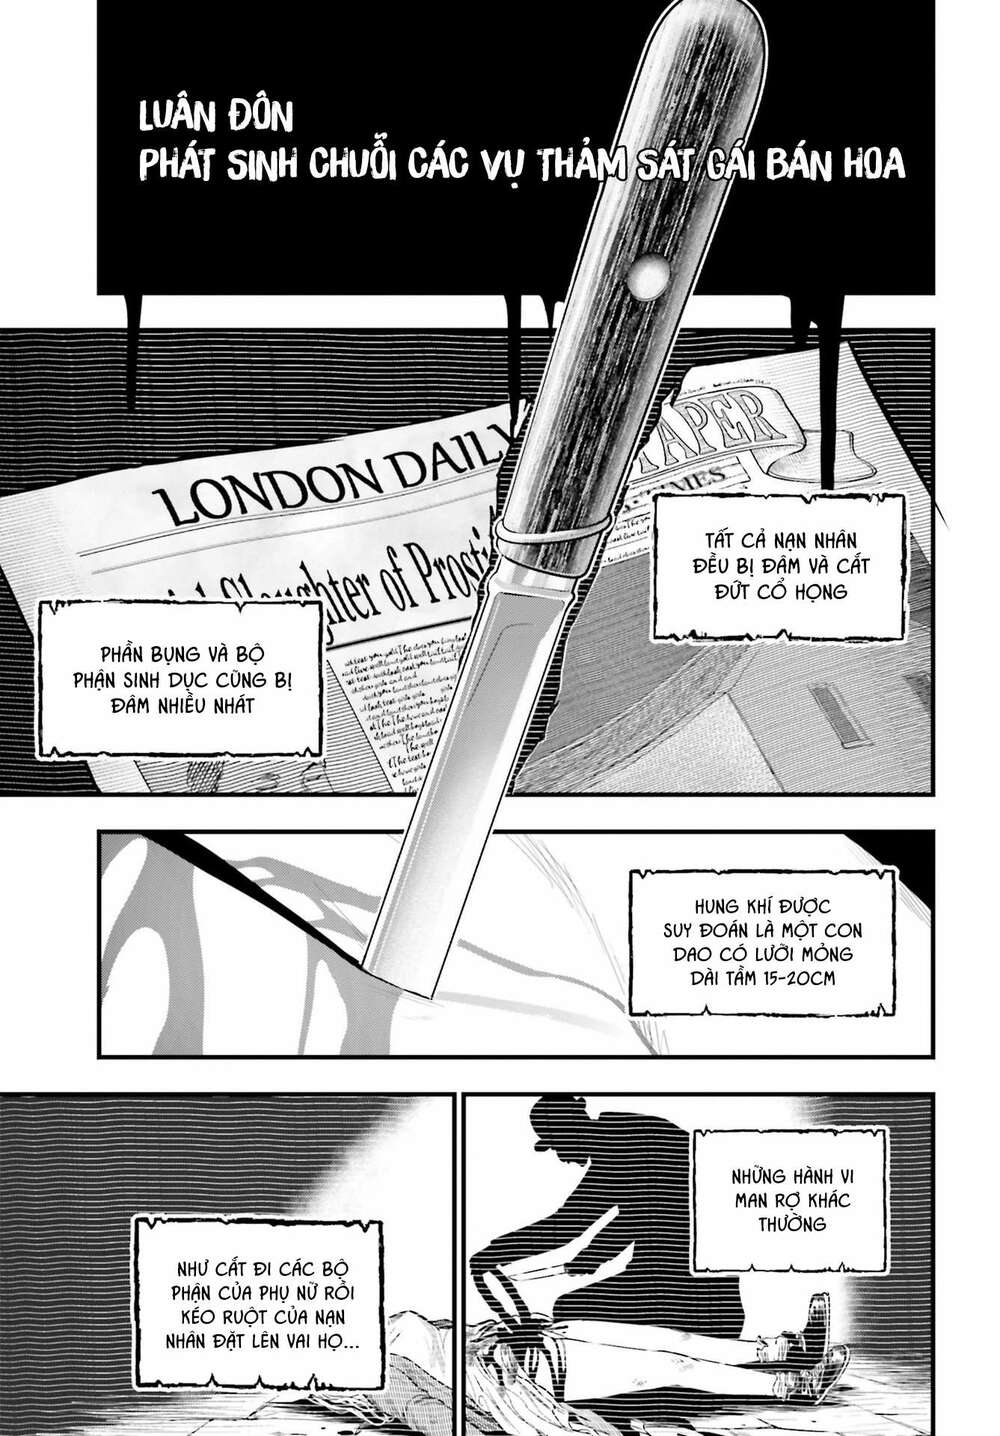 LUÂN ĐÔN
PHÁT SINH CHUỖI CÁC VỤ THẢM SÁT GÁI BÁN HOA
LONDON DAILY
PAPER
TIMES
Slaughter of Prosti
TẤT CẢ NẠN NHÂN
ĐỀU BỊ ĐÂM VÀ CẮT
ĐỨT CỔ HỌNG
PHẦN BỤNG VÀ BỘ
PHẬN SINH DỤC CŨNG BỊ
ĐÂM NHIỀU NHÁT
HUNG KHÍ ĐƯỢC
SUY ĐOÁN LÀ MỘT CON
DAO CÓ LƯỠI MỎNG
DÀI TẦM 15-20CM
NHỮNG HÀNH VI
MAN RỢ KHÁC
THƯỜNG
NHƯ CẮT ĐI CÁC BỘ
PHẬN CỦA PHỤ NỮ RỒI
KÉO RUỘT CỦA NẠN
NHÂN ĐẶT LÊN VAI HỌ...